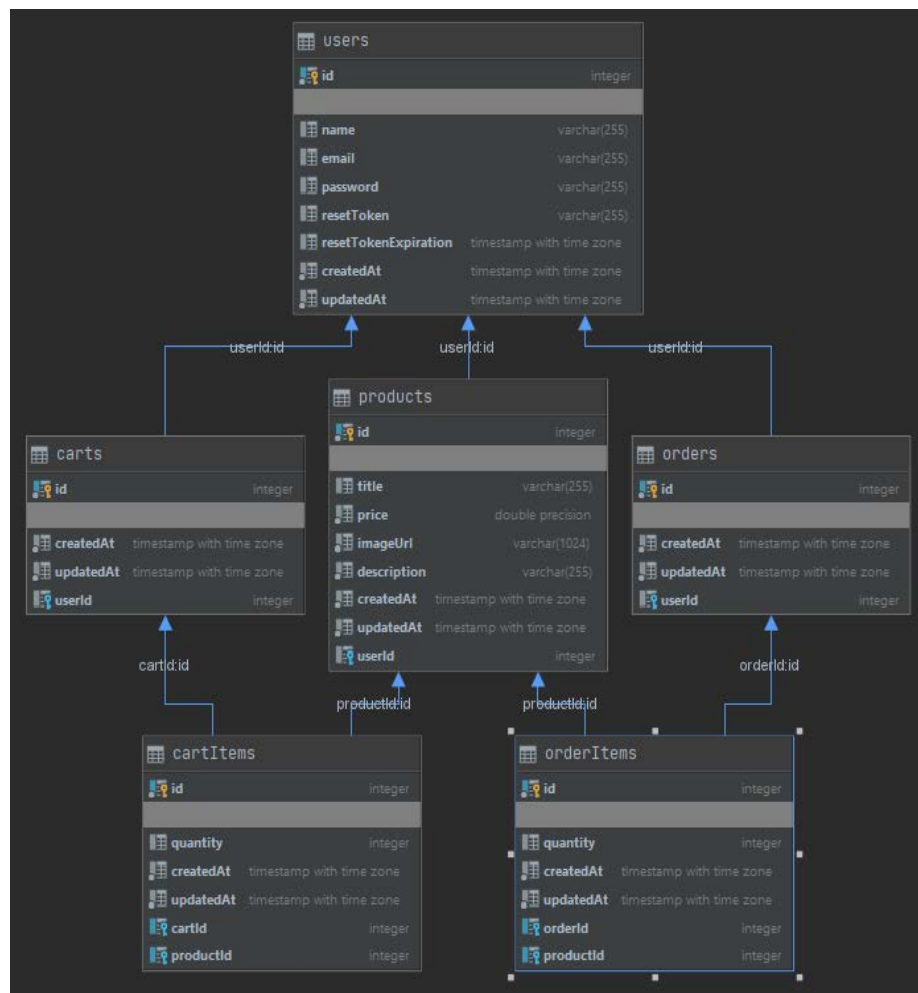 users
id integer
name varchar(255)
email varchar(255)
password varchar(255)
resetToken varchar(255)
resetTokenExpiration timestamp with time zone
createdAt timestamp with time zone
updatedAt timestamp with time zone
userId:id
userId:id
userId:id
products
id integer
title varchar(255)
price double precision
imageUrl varchar(1024)
description varchar(255)
createdAt timestamp with time zone
updatedAt timestamp with time zone
userId integer
carts
id integer
createdAt timestamp with time zone
updatedAt timestamp with time zone
userId integer
orders
id integer
createdAt timestamp with time zone
updatedAt timestamp with time zone
userId integer
cartId:id
productId:id
productId:id
orderId:id
cartItems
id integer
quantity integer
createdAt timestamp with time zone
updatedAt timestamp with time zone
cartId integer
productId integer
orderItems
id integer
quantity integer
createdAt timestamp with time zone
updatedAt timestamp with time zone
orderId integer
productId integer